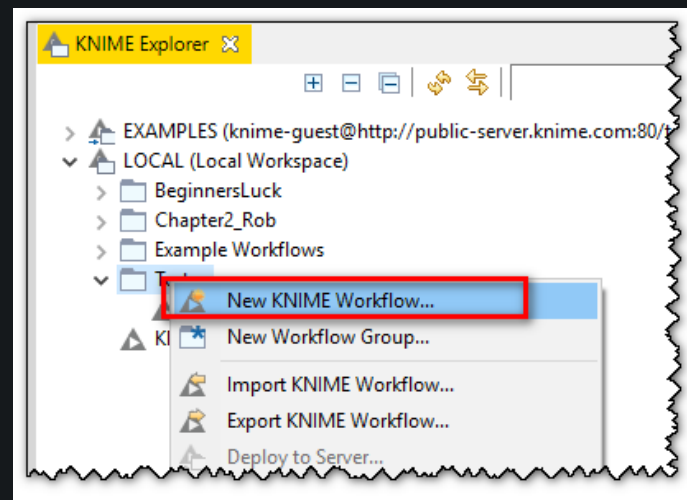 KNIME Explorer
EXAMPLES (knime-guest@http://public-server.knime.com:80/
LOCAL (Local Workspace)
BeginnersLuck
Chapter2_Rob
Example Workflows
New KNIME Workflow...
New Workflow Group...
Import KNIME Workflow...
Export KNIME Workflow...
Deploy to Server...